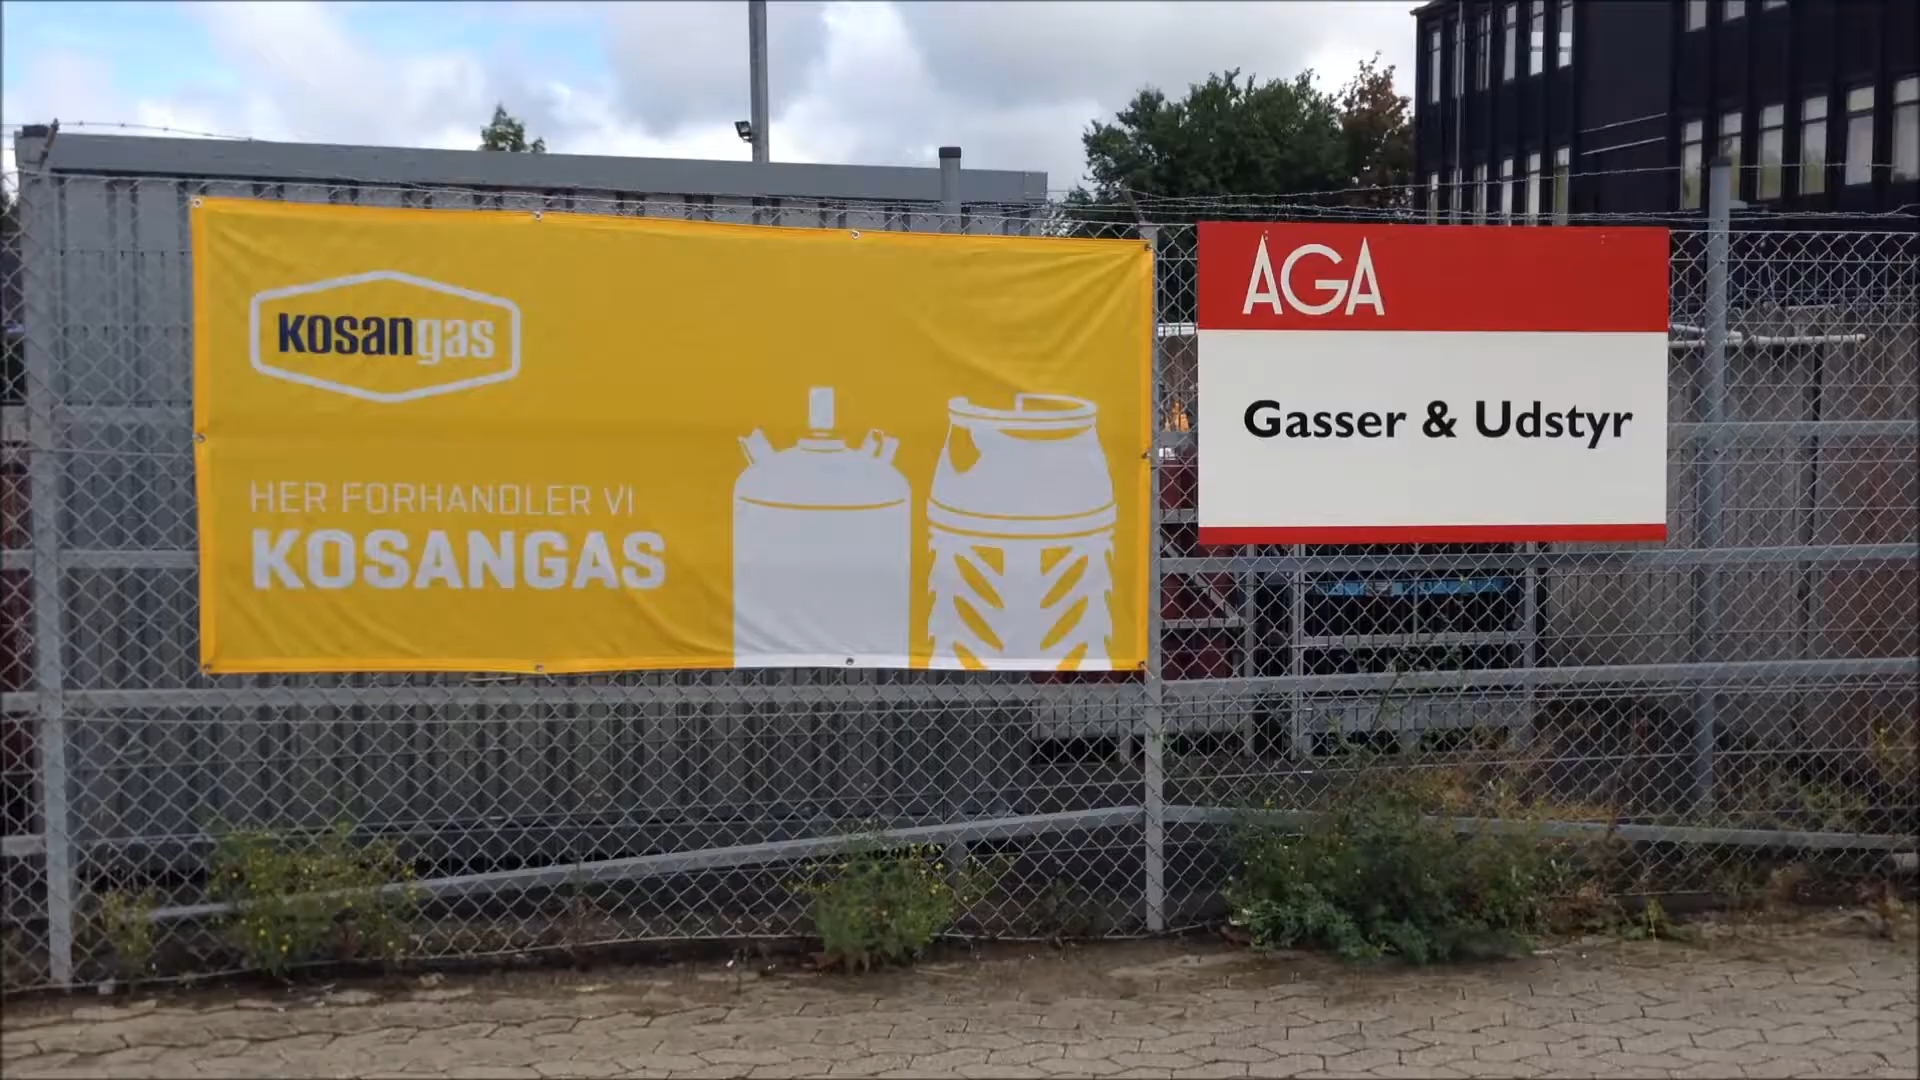 Kosangas
HER FORHANDLER VI
KOSANGAS
AGA
Gasser & Udstyr